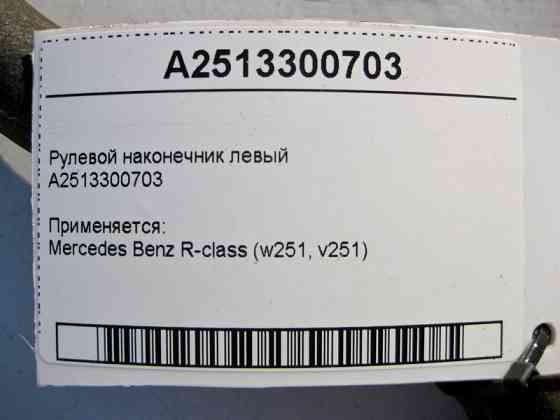 A2513300703
Рулевой наконечник левый
A2513300703
Применяется:
Mercedes Benz R-class (w251, v251)